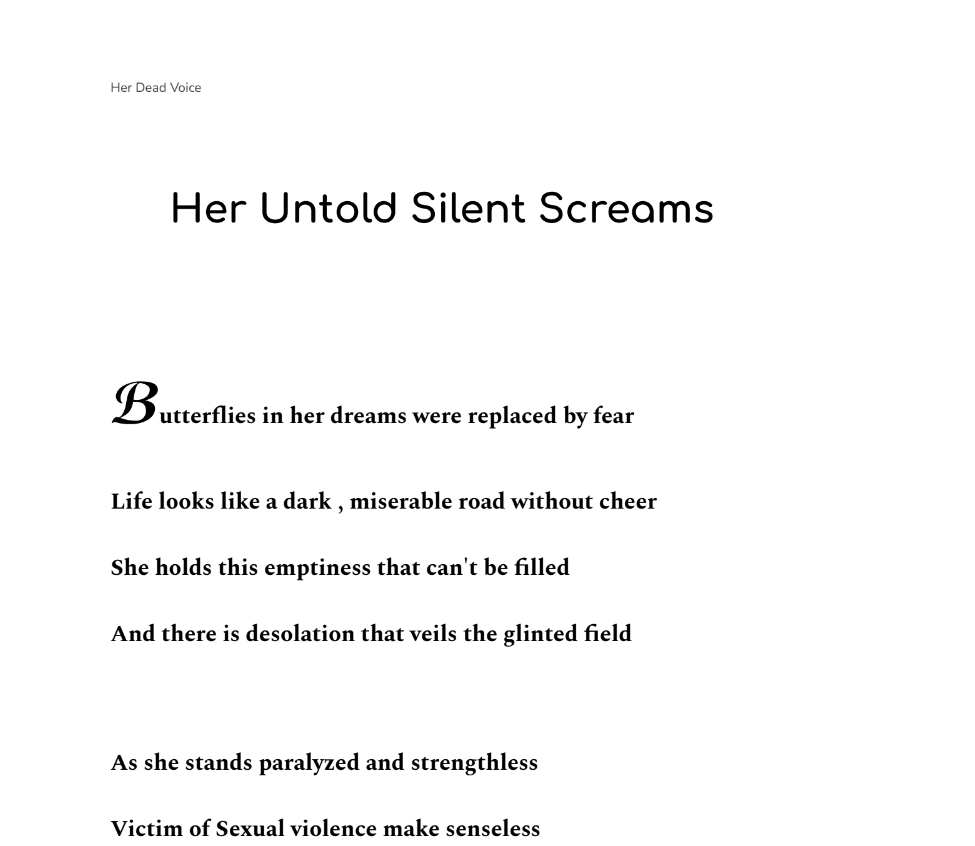 Her Dead Voice
Her Untold Silent Screams
Butterflies in her dreams were replaced by fear
Life looks like a dark , miserable road without cheer
She holds this emptiness that can't be filled
And there is desolation that veils the glinted field
As she stands paralyzed and strengthless
Victim of Sexual violence make senseless